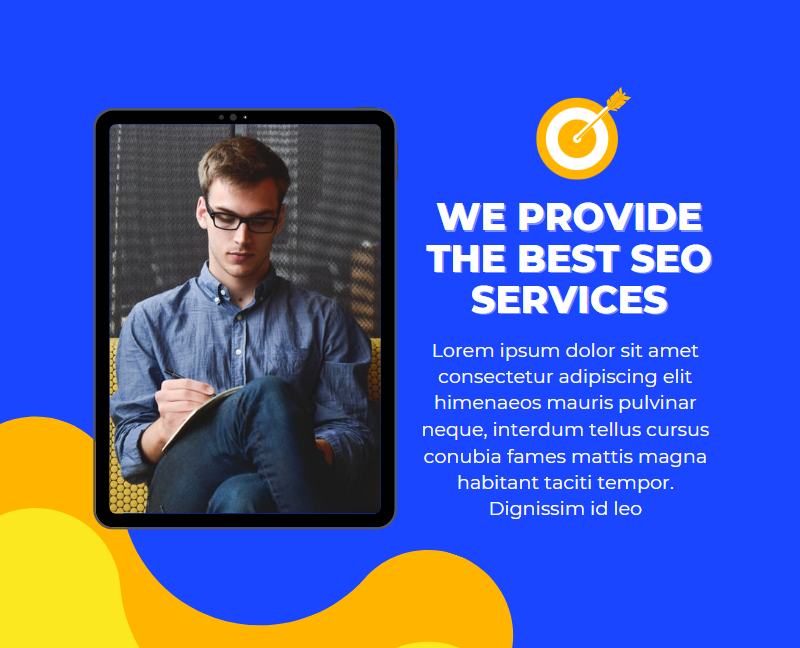 WE PROVIDE
THE BEST SEO
SERVICES
Lorem ipsum dolor sit amet
consectetur adipiscing elit
himenaeos mauris pulvinar
neque, interdum tellus cursus
conubia fames mattis magna
habitant taciti tempor.
Dignissim id leo